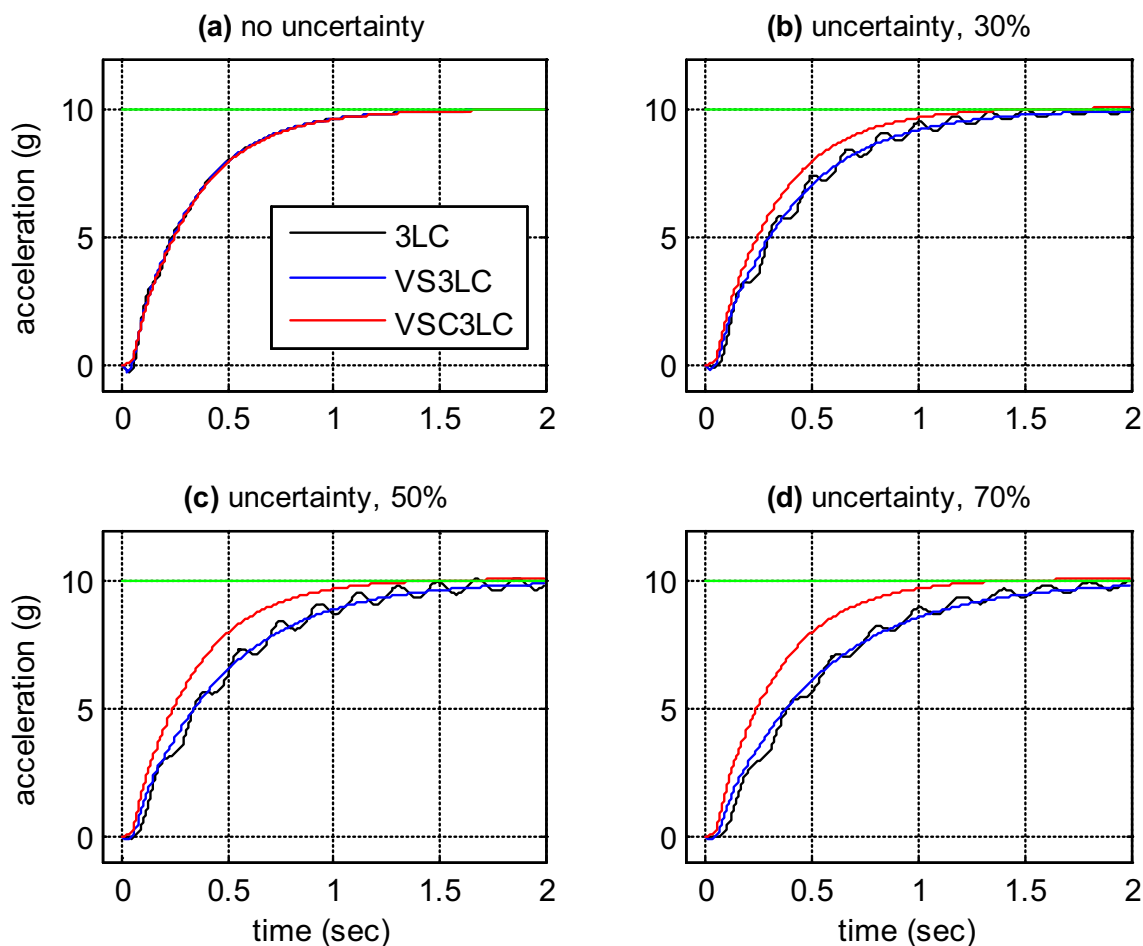 (a) no uncertainty
acceleration (g)
10
5
0
3LC
VS3LC
VSC3LC
0 0.5 1 1.5 2
(b) uncertainty, 30%
10
5
0
0 0.5 1 1.5 2
(c) uncertainty, 50%
acceleration (g)
10
5
0
0 0.5 1 1.5 2
time (sec)
(d) uncertainty, 70%
10
5
0
0 0.5 1 1.5 2
time (sec)